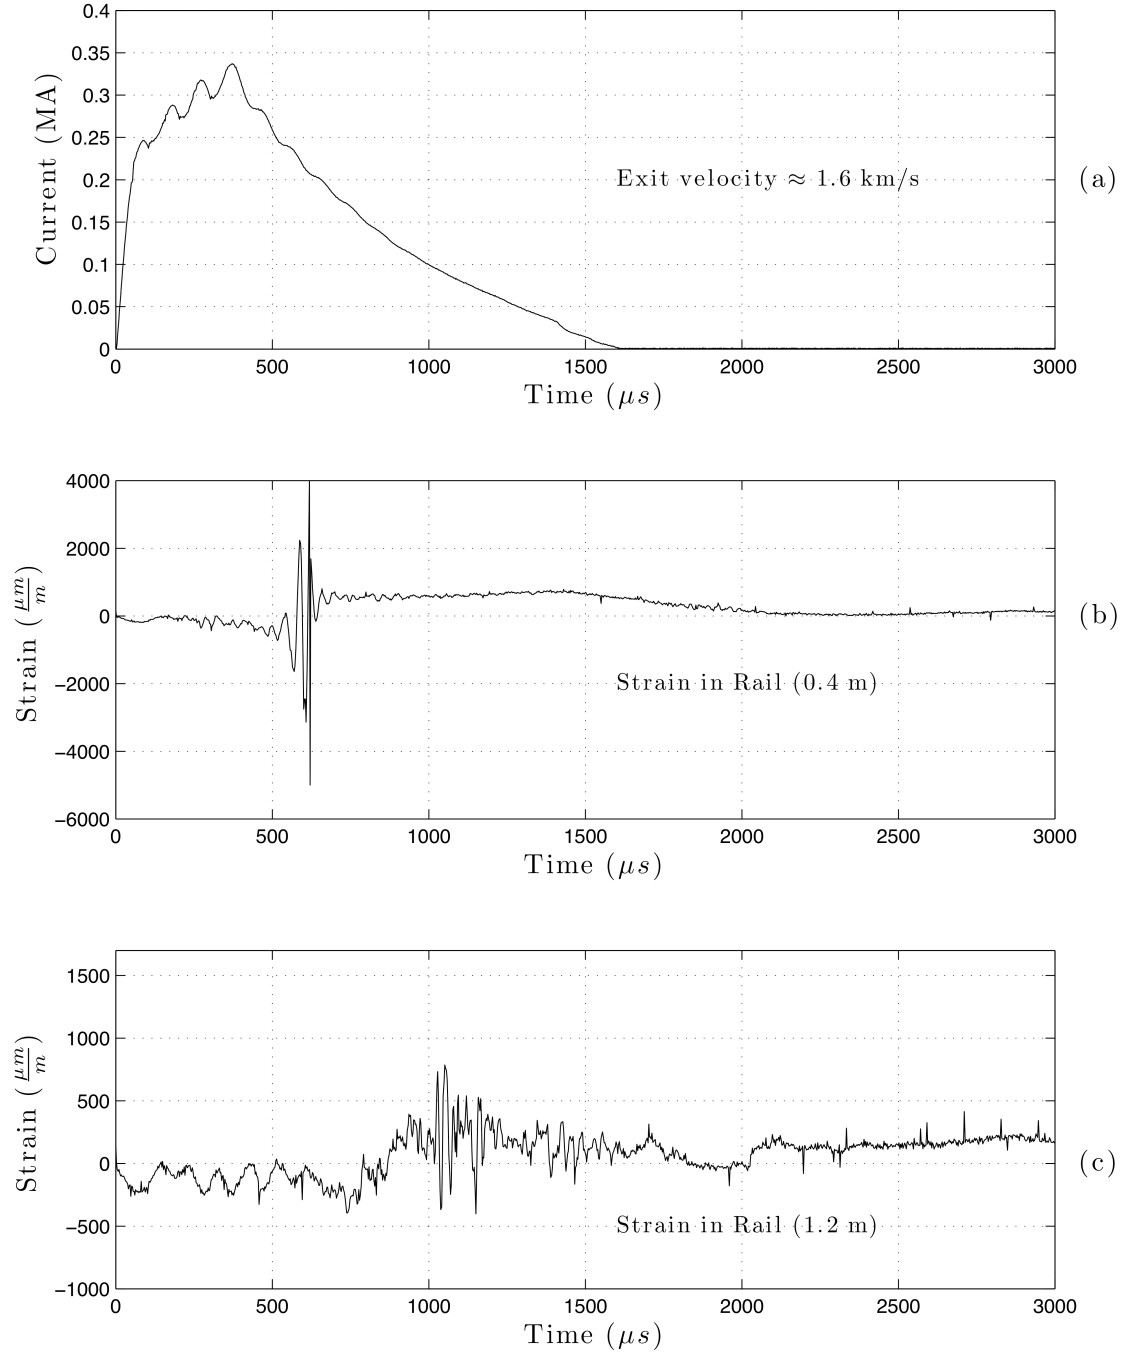 0.4
0.35
0.3
0.25
0.2
0.15
0.1
0.05
0
Current (MA)
Exit velocity ≈ 1.6 km/s
(a)
0 500 1000 1500 2000 2500 3000
Time (μs)
4000
2000
0
−2000
−4000
−6000
Strain (μm/m)
Strain in Rail (0.4 m)
(b)
0 500 1000 1500 2000 2500 3000
Time (μs)
1500
1000
500
0
−500
−1000
Strain (μm/m)
Strain in Rail (1.2 m)
(c)
0 500 1000 1500 2000 2500 3000
Time (μs)